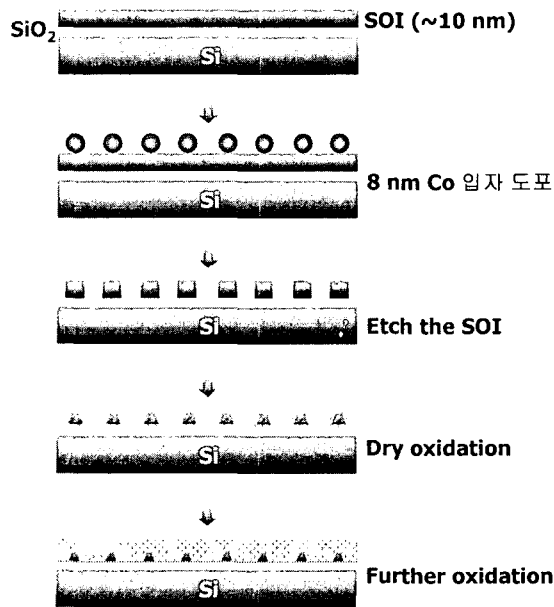 SOI (~10 nm)
SiO2
Si
8 nm Co 입자 도포
Si
Etch the SOI
Si
Dry oxidation
Si
Further oxidation
Si